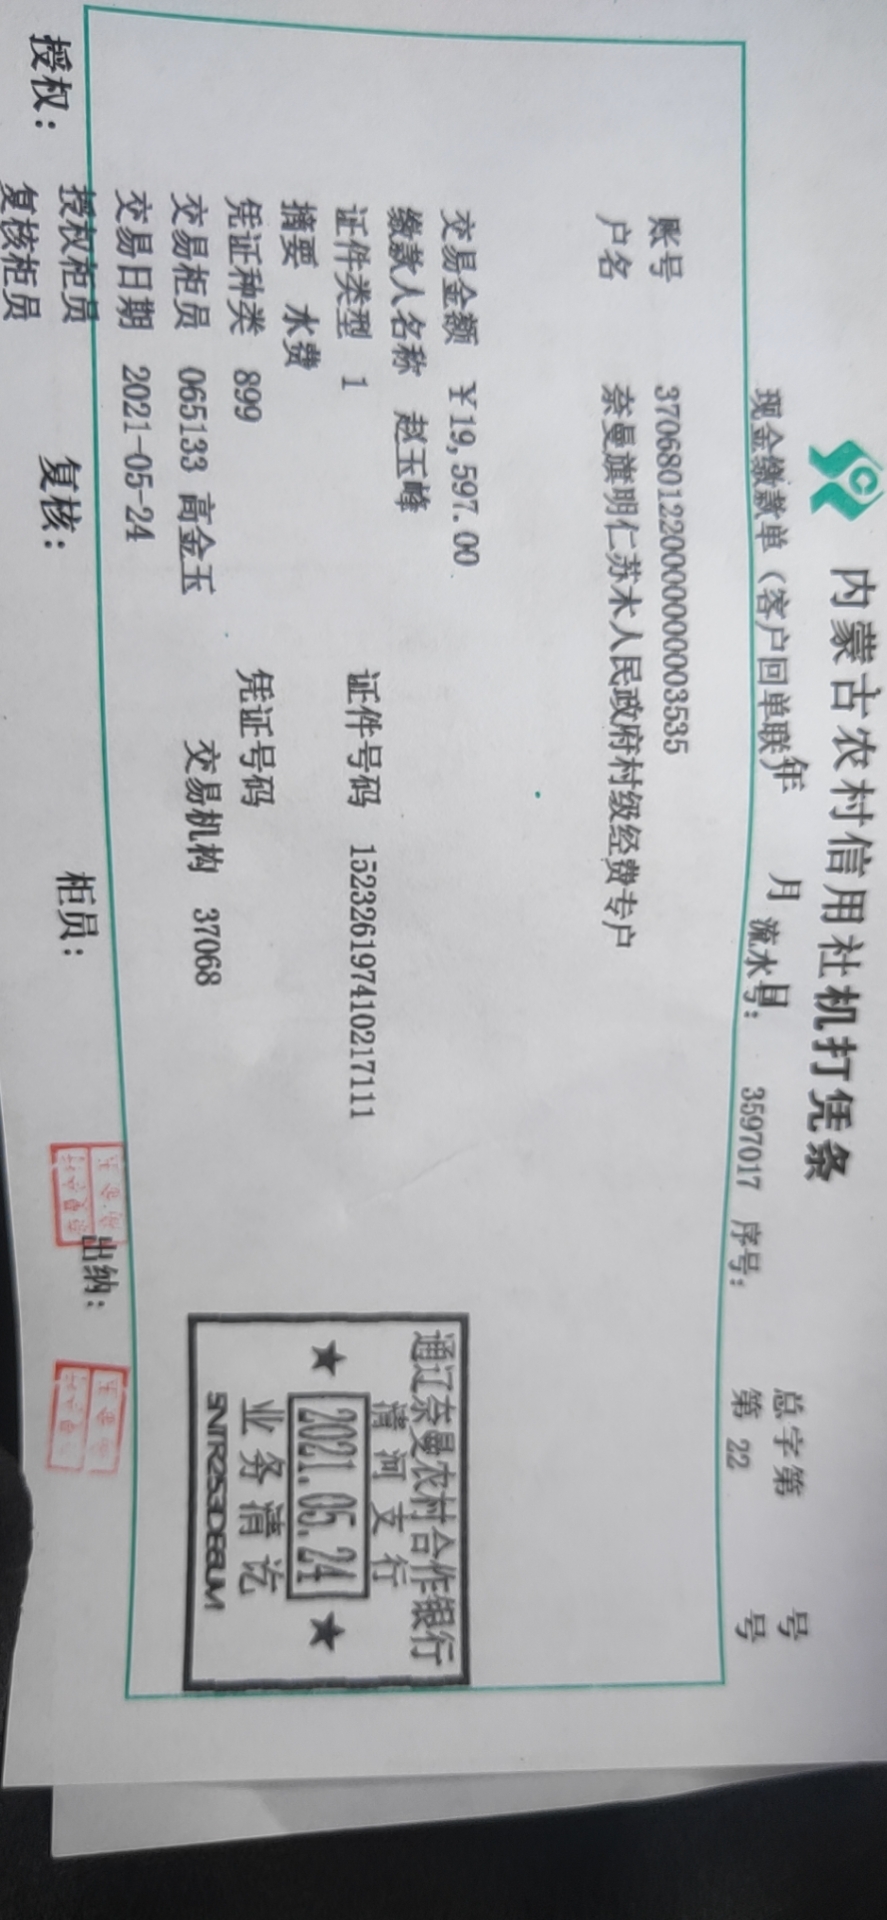 内蒙古农村信用社机打凭条
年 月 日 总字第 号
现金缴款单（客户回单联） 流水号： 3597017 序号： 第 22 号
账号 37068012200000000003535
户名 奈曼旗明仁苏木人民政府村级经费专户
交易金额 ￥19,597.00
缴款人名称 赵玉峰
证件类型 1 证件号码 152326197410217111
摘要 水费
凭证种类 899 凭证号码
交易柜员 065133 高金玉 交易机构 37068
交易日期 2021-05-24
授权柜员
复核柜员
授权： 复核： 柜员： 出纳：
通辽奈曼农村合作银行
清河支行
★ 2021.05.24 ★
业务清讫